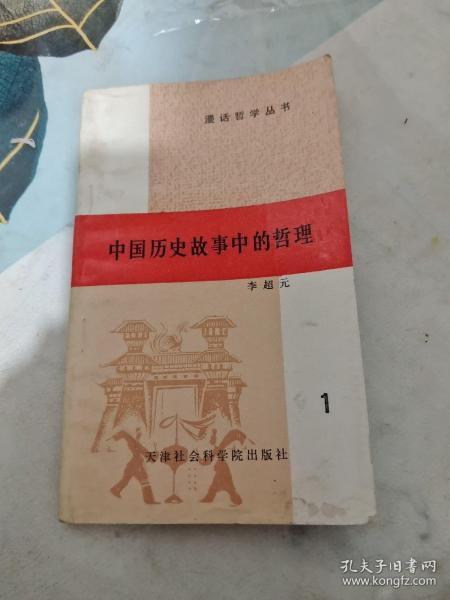 漫话哲学丛书
中国历史故事中的哲理
李超元
1
天津社会科学院出版社
孔夫子旧书网
www.kongfz.com